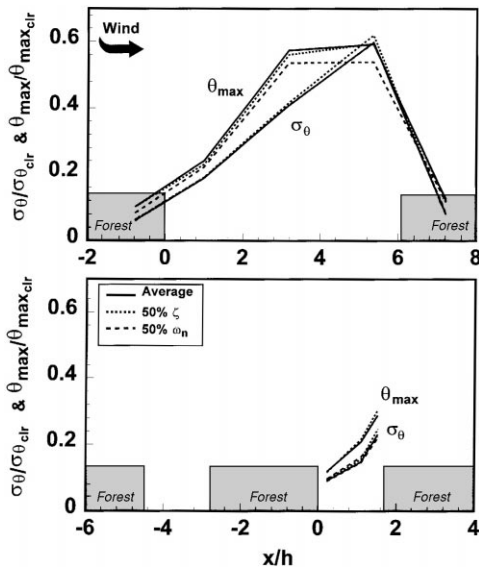 Wind
θmax
σθ
σθ/σθclr & θmax/θmaxclr
0.6
0.4
0.2
0
Forest
Forest
-2 0 2 4 6 8
Average
50% ζ
50% ωn
θmax
σθ
σθ/σθclr & θmax/θmaxclr
0.6
0.4
0.2
0
Forest
Forest
Forest
-6 -4 -2 0 2 4
x/h